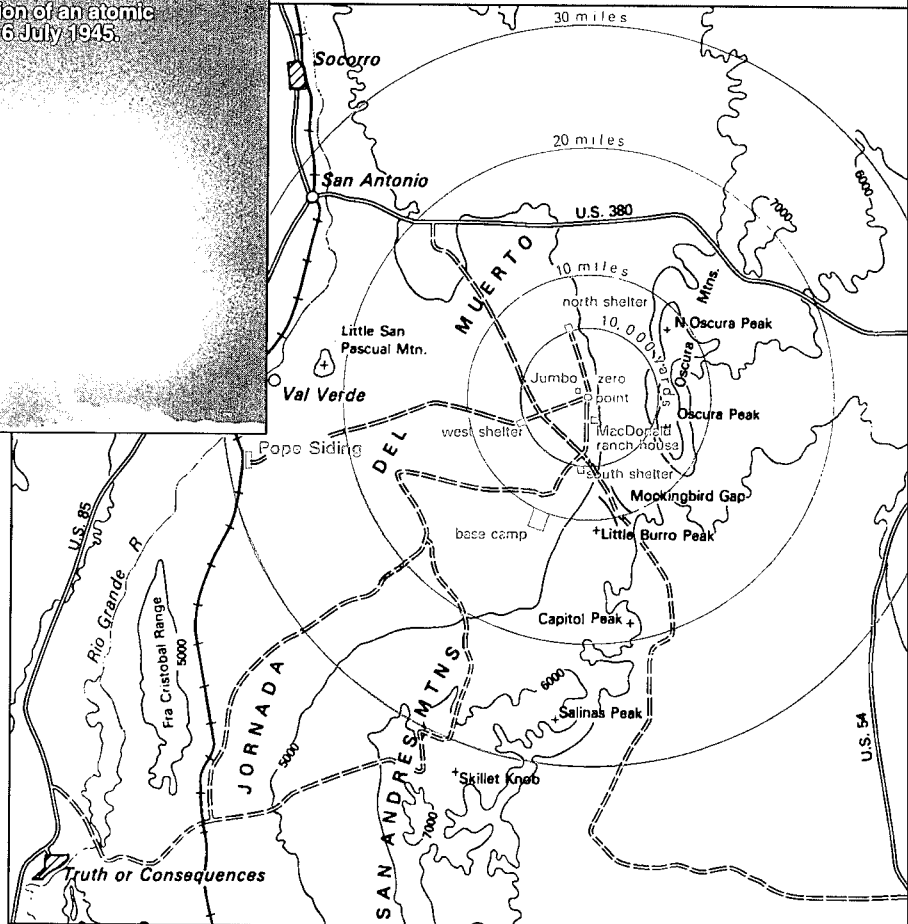 ion of an atomic
6 July 1945.
30 miles
Socorro
20 miles
San Antonio
U.S. 380
6000
7000
MUERTO
10 miles
Mtns.
north shelter
N Oscura Peak
10,000 yards
Oscura
Little San
Pascual Mtn.
Jumbo
zero
point
Val Verde
Oscura Peak
west shelter
MacDonald
ranch house
Pope Siding
DEL
south shelter
Mockingbird Gap
U.S. 85
base camp
Little Burro Peak
Rio Grande R
Capitol Peak
Fra Cristobal Range
5000
JORNADA
6000
Salinas Peak
U.S. 54
5000
SAN ANDRES MTNS
Skillet Knob
7000
Truth or Consequences